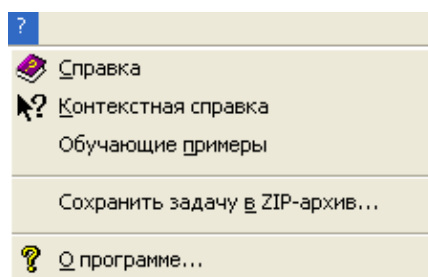 ?
Справка
Контекстная справка
Обучающие примеры
Сохранить задачу в ZIP-архив...
О программе...